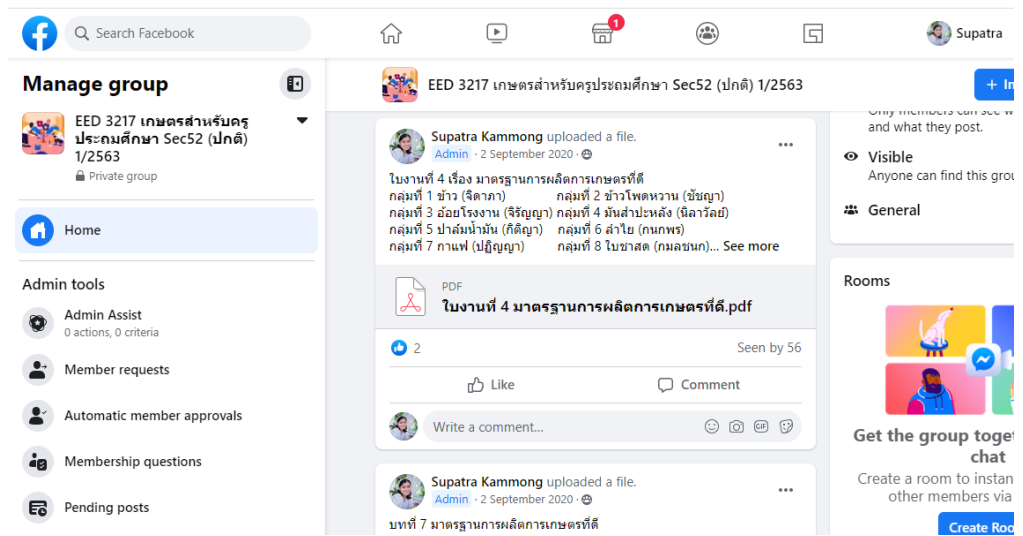 Search Facebook
1
Supatra
Manage group
EED 3217 เกษตรสำหรับครู
ประถมศึกษา Sec52 (ปกติ)
1/2563
Private group
Home
Admin tools
Admin Assist
0 actions, 0 criteria
Member requests
Automatic member approvals
Membership questions
Pending posts
EED 3217 เกษตรสำหรับครูประถมศึกษา Sec52 (ปกติ) 1/2563
Supatra Kammong uploaded a file.
Admin · 2 September 2020 ·
ใบงานที่ 4 เรื่อง มาตรฐานการผลิตการเกษตรที่ดี
กลุ่มที่ 1 ข้าว (จิดาภา) กลุ่มที่ 2 ข้าวโพดหวาน (ชัชญา)
กลุ่มที่ 3 อ้อยโรงงาน (จิรัญญา) กลุ่มที่ 4 มันสำปะหลัง (นิลาวัลย์)
กลุ่มที่ 5 ปาล์มน้ำมัน (กิติญา) กลุ่มที่ 6 ลำไย (กนกพร)
กลุ่มที่ 7 กาแฟ (ปฏิญญา) กลุ่มที่ 8 ใบชาสด (กมลชนก)... See more
PDF
ใบงานที่ 4 มาตรฐานการผลิตการเกษตรที่ดี.pdf
2
Seen by 56
Like
Comment
Write a comment...
GIF
Supatra Kammong uploaded a file.
Admin · 2 September 2020 ·
บทที่ 7 มาตรฐานการผลิตการเกษตรที่ดี
and what they post.
Visible
Anyone can find this
General
Rooms
Get the group
chat
Create a room to
other members via
Create